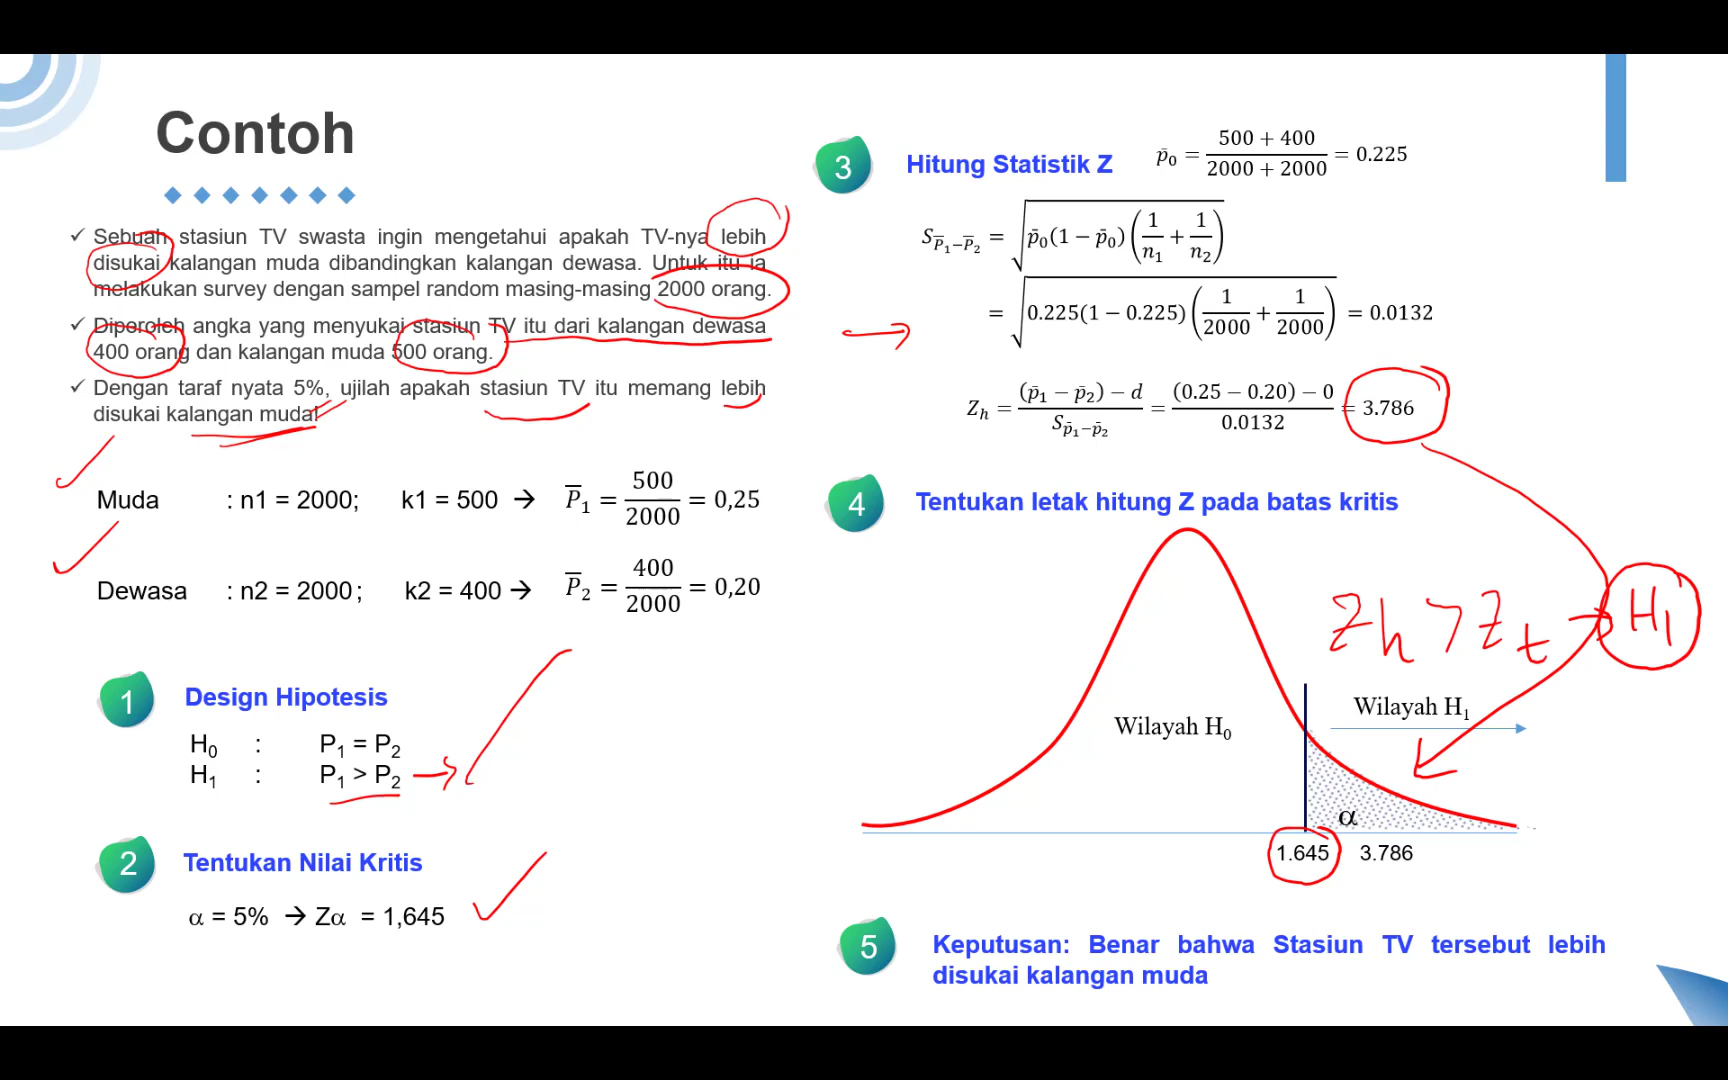 Contoh
✓ Sebuah stasiun TV swasta ingin mengetahui apakah TV-nya lebih
disukai kalangan muda dibandingkan kalangan dewasa. Untuk itu ia
melakukan survey dengan sampel random masing-masing 2000 orang.
✓ Diperoleh angka yang menyukai stasiun TV itu dari kalangan dewasa
400 orang dan kalangan muda 500 orang.
✓ Dengan taraf nyata 5%, ujilah apakah stasiun TV itu memang lebih
disukai kalangan muda!
Muda : n1 = 2000; k1 = 500 → P̅₁ = 500/2000 = 0,25
Dewasa : n2 = 2000 ; k2 = 400 → P̅₂ = 400/2000 = 0,20
1 Design Hipotesis
H₀ : P₁ = P₂
H₁ : P₁ > P₂
2 Tentukan Nilai Kritis
α = 5% → Zα = 1,645
3 Hitung Statistik Z p̄₀ = (500 + 400)/(2000 + 2000) = 0.225
S_P̅₁−P̅₂ = √(p̄₀(1 − p̄₀)(1/n₁ + 1/n₂))
= √(0.225(1 − 0.225)(1/2000 + 1/2000)) = 0.0132
Zₕ = ((p̄₁ − p̄₂) − d)/S_p̄₁−p̄₂ = ((0.25 − 0.20) − 0)/0.0132 = 3.786
4 Tentukan letak hitung Z pada batas kritis
Zh > Zt → H₁
Wilayah H₁
Wilayah H₀
α
1.645 3.786
5 Keputusan: Benar bahwa Stasiun TV tersebut lebih
disukai kalangan muda